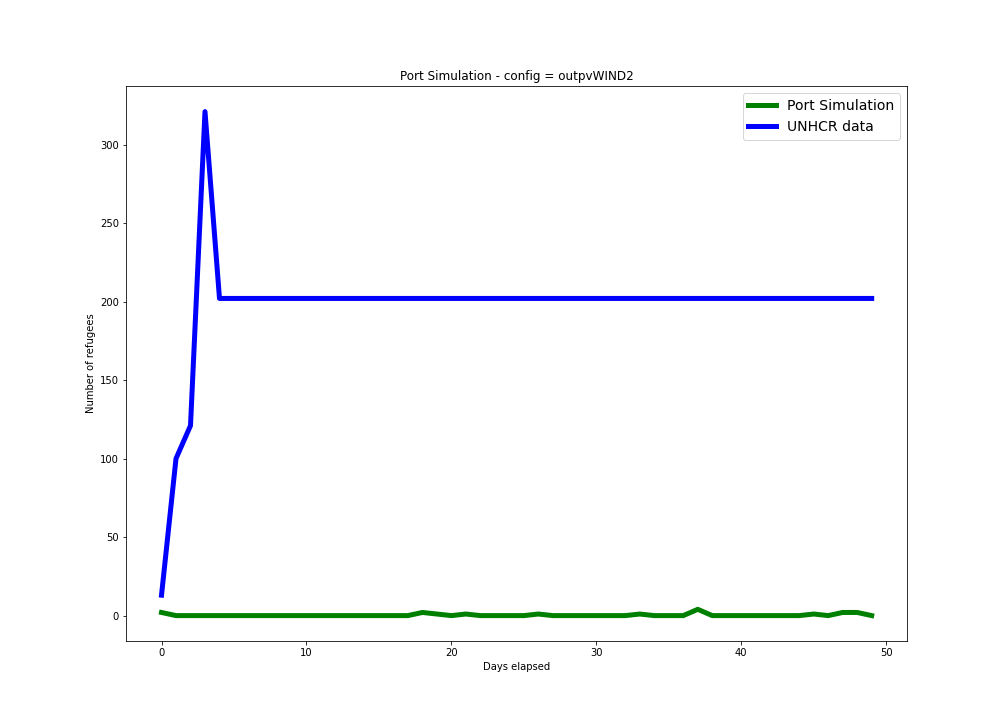 Port Simulation - config = outpvWIND2
Port Simulation
UNHCR data
Number of refugees
300
250
200
150
100
50
0
0 10 20 30 40 50
Days elapsed